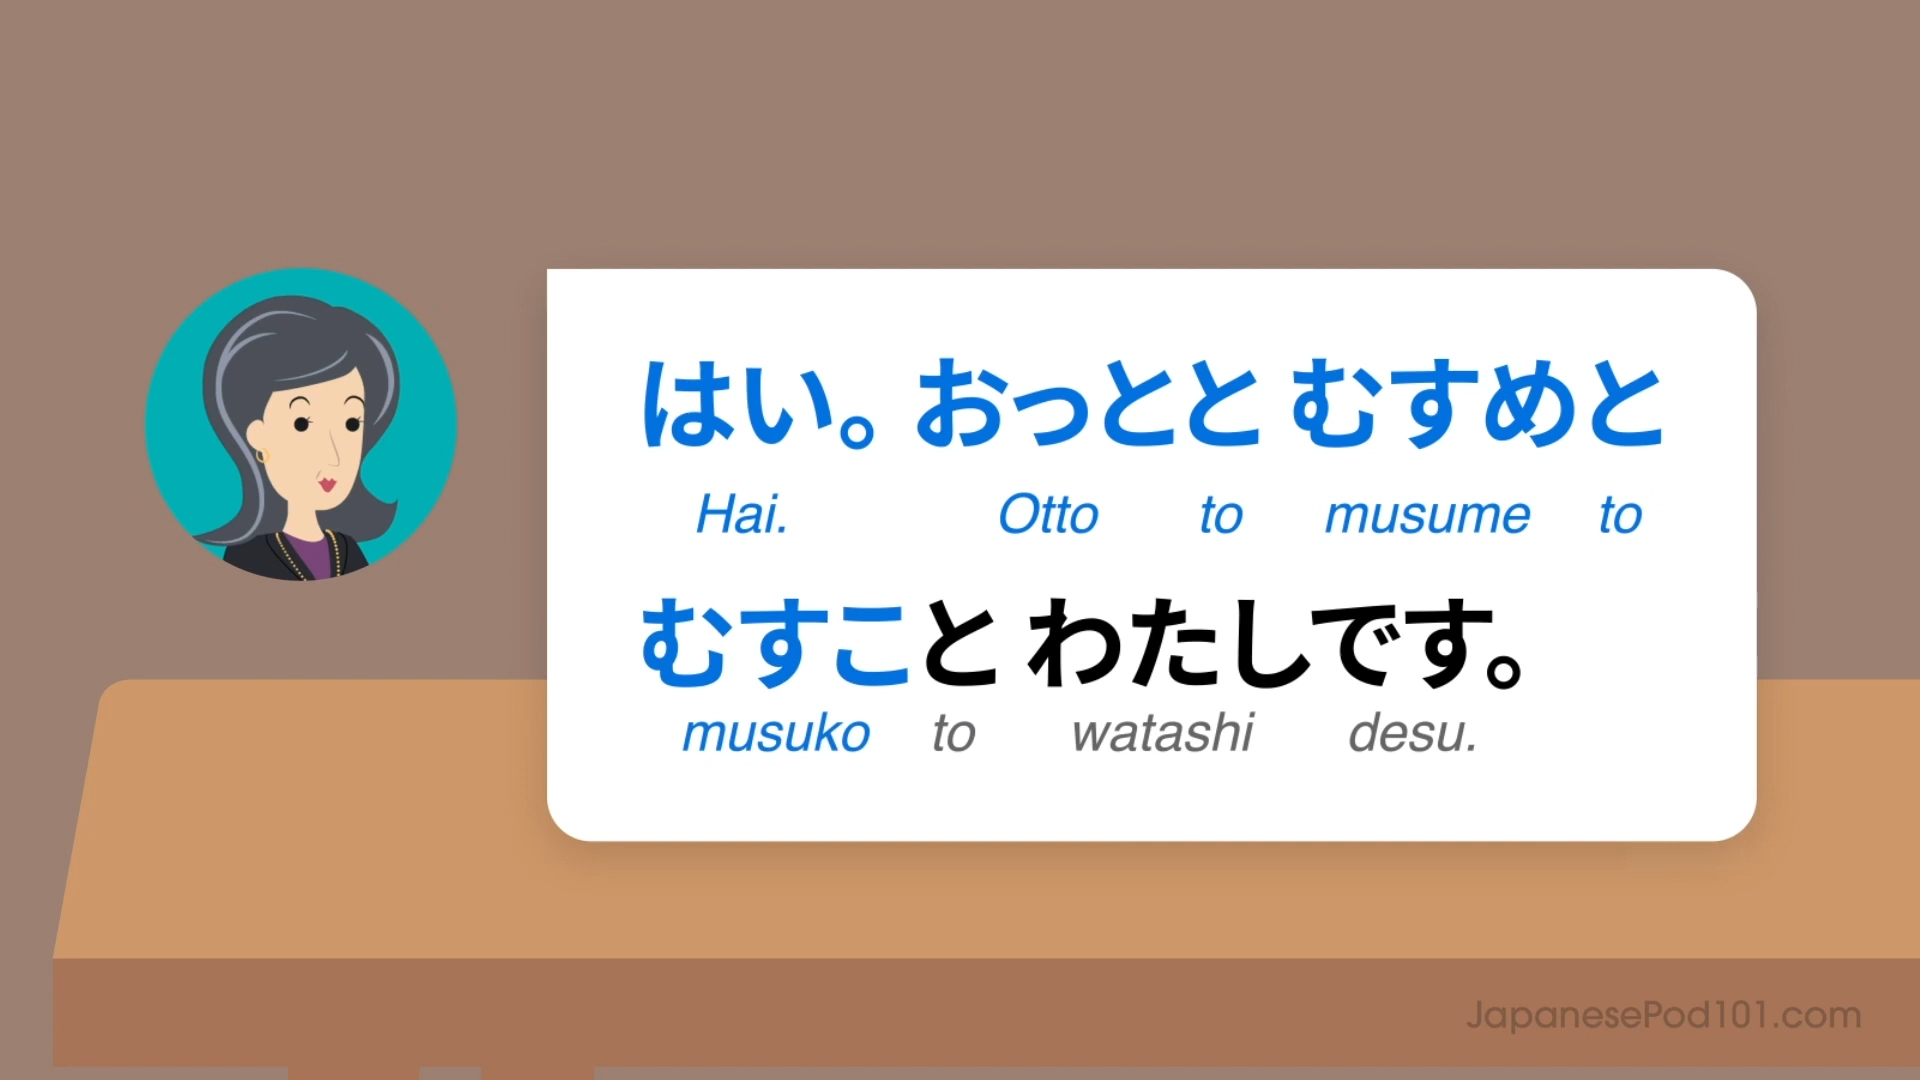 はい。おっとと むすめと
Hai. Otto to musume to
むすこと わたしです。
musuko to watashi desu.
JapanesePod101.com